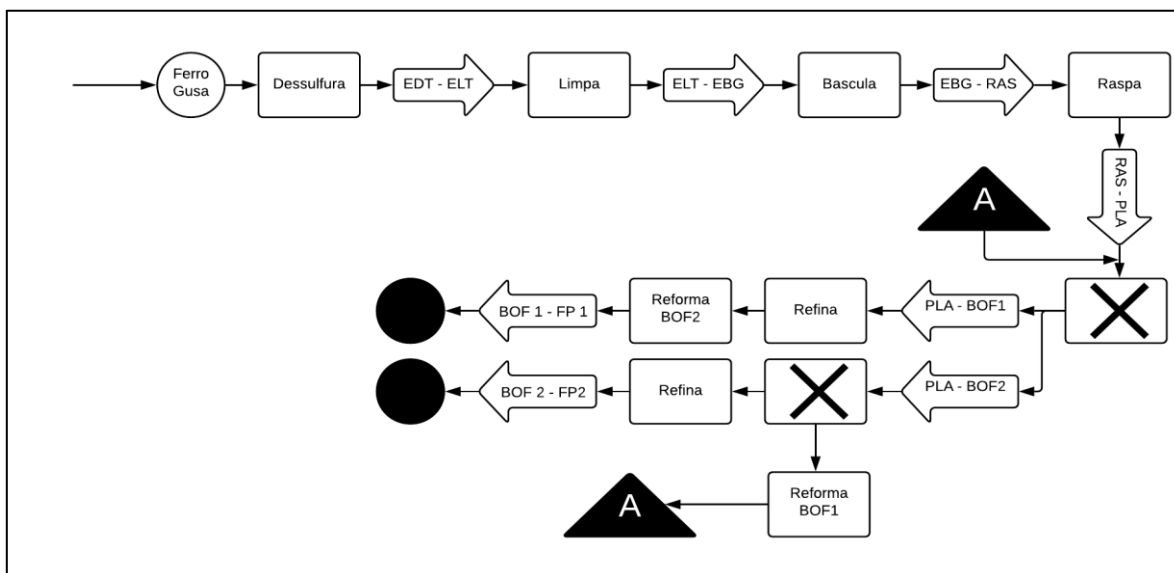 Ferro
Gusa
Dessulfura
EDT - ELT
Limpa
ELT - EBG
Bascula
EBG - RAS
Raspa
RAS - PLA
A
BOF 1 - FP 1
Reforma
BOF2
Refina
PLA - BOF1
BOF 2 - FP2
Refina
PLA - BOF2
A
Reforma
BOF1